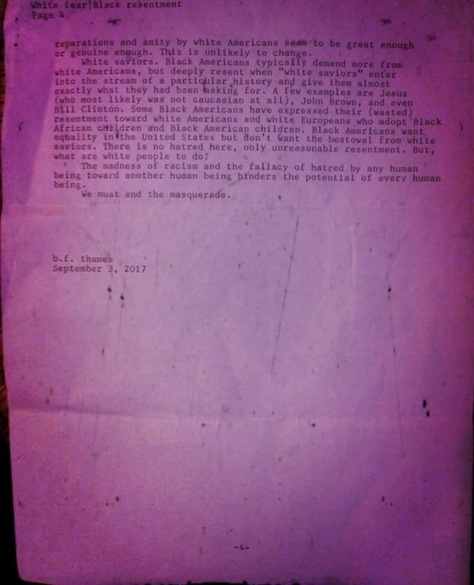 White fear|Black resentment
Page 4
reparations and amity by white Americans seem to be great enough
or genuine enough. This is unlikely to change.
White saviors. Black Americans typically demand more from
white Americans, but deeply resent when "white saviors" enter
into the stream of a particular history and give them almost
exactly what they had been asking for. A few examples are Jesus
(who most likely was not caucasian at all), John Brown, and even
Bill Clinton. Some Black Americans have expressed their (wasted)
resentment toward white Americans and white Europeans who adopt Black
African children and Black American children. Black Americans want
equality in the United States but don't want the bestowal from white
saviors. There is no hatred here, only unreasonable resentment. But,
what are white people to do?
The madness of racism and the fallacy of hatred by any human
being toward another human being hinders the potential of every human
being.
We must end the masquerade.
b.f. thames
September 3, 2017
-4-